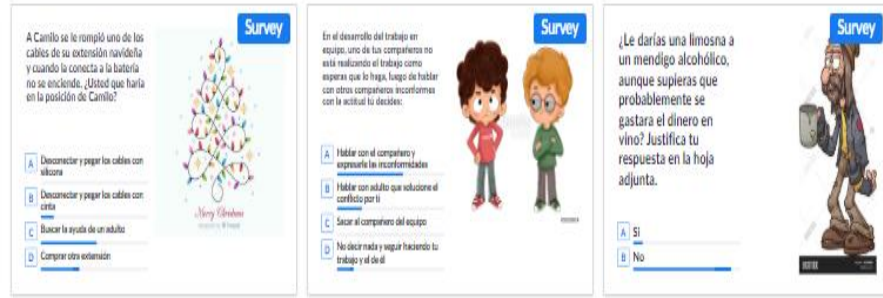 Survey
A Camilo se le rompió uno de los
cables de su extensión navideña
y cuando la conecta a la batería
no se enciende. ¿Usted que haría
en la posición de Camilo?
A Desconectar y pegar los cables con
silicona
B Desconectar y pegar los cables con
cinta
C Buscar la ayuda de un adulto
D Comprar otra extensión
Merry Christmas
Survey
En el desarrollo del trabajo en
equipo, uno de tus compañeros no
está realizando el trabajo como
esperas que lo haga, luego de hablar
con otros compañeros inconformes
con la actitud tú decides:
A Hablar con el compañero y
expresarle las inconformidades
B Hablar con adulto que solucione el
conflicto por ti
C Sacar al compañero del equipo
D No decir nada y seguir haciendo tu
trabajo y el de él
Survey
¿Le darías una limosna a
un mendigo alcohólico,
aunque supieras que
probablemente se
gastara el dinero en
vino? Justifica tu
respuesta en la hoja
adjunta.
A Si
B No